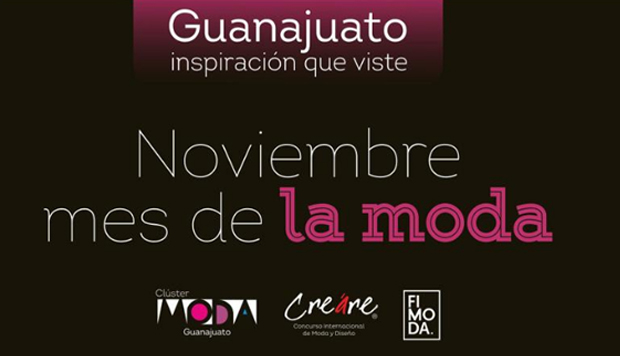 Guanajuato
inspiración que viste
Noviembre
mes de la moda
Clúster
MODA
Guanajuato
Creáre®
Concurso Internacional
de Moda y Diseño
FI
MO
DA.